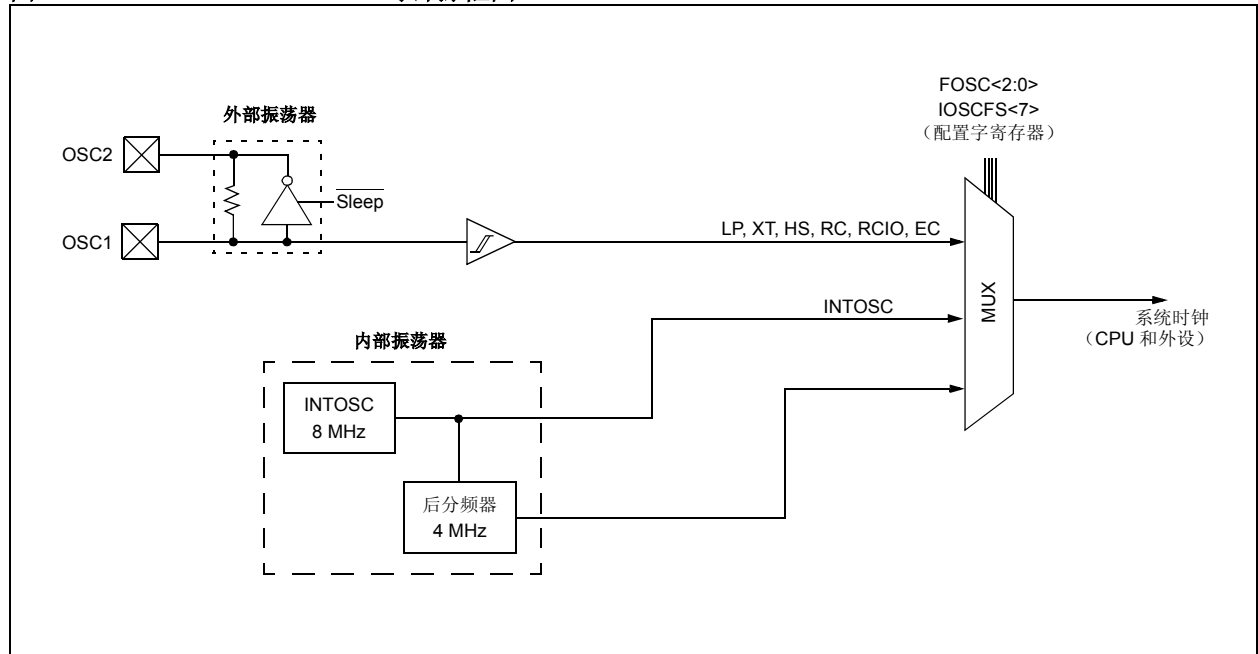 外部振荡器
OSC2
Sleep
OSC1
FOSC<2:0>
IOSCFS<7>
（配置字寄存器）
LP, XT, HS, RC, RCIO, EC
INTOSC
MUX
系统时钟
（CPU 和外设）
内部振荡器
INTOSC
8 MHz
后分频器
4 MHz